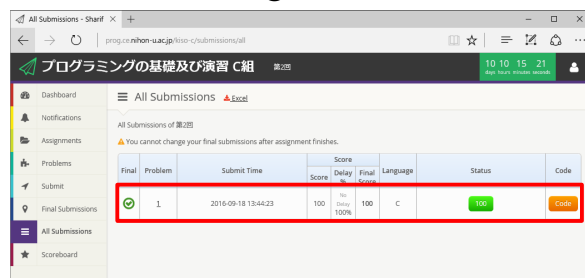 All Submissions - Sharif
prog.ce.nihon-u.ac.jp/kiso-c/submissions/all
プログラミングの基礎及び演習 C組 第2回
10 10 15 21
days hours minutes seconds
Dashboard
Notifications
Assignments
Problems
Submit
Final Submissions
All Submissions
Scoreboard
All Submissions Excel
All Submissions of 第2回
You cannot change your final submissions after assignment finishes.
Final Problem Submit Time Score Language Status Code
Score Delay % Final Score
1 2016-09-18 13:44:23 100 No Delay 100% 100 C 100 Code